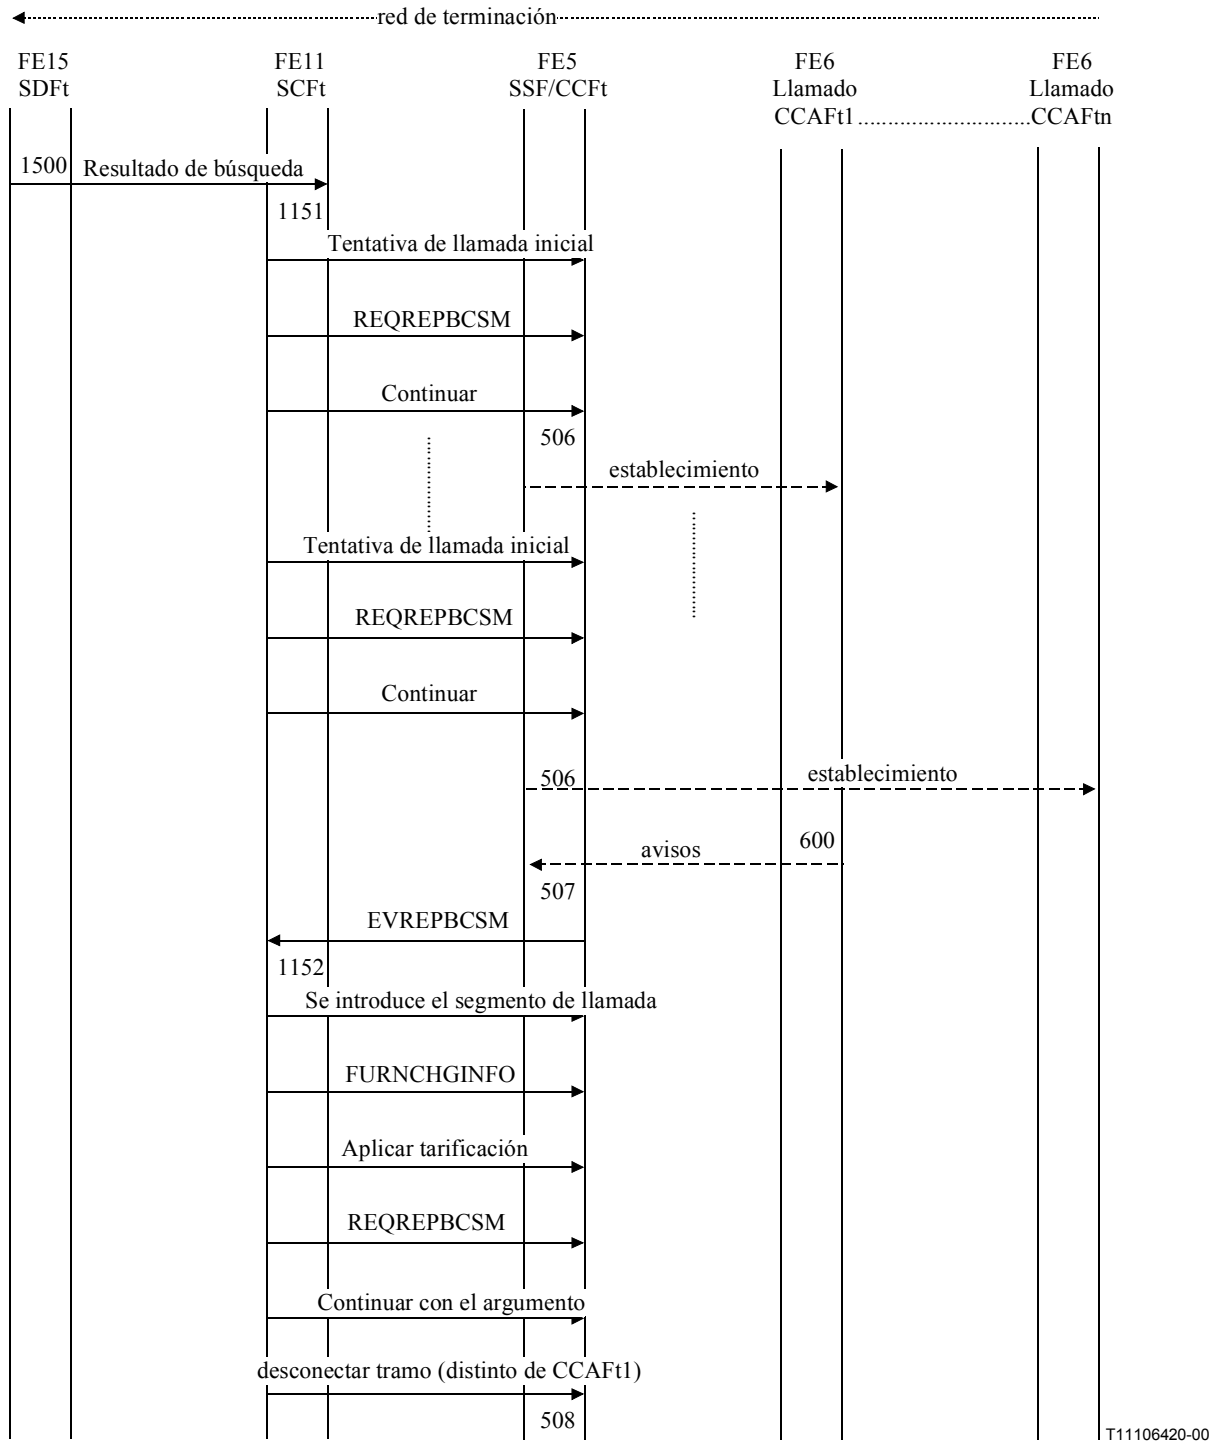 red de terminación
FE15 FE11 FE5 FE6 FE6
SDFt SCFt SSF/CCFt Llamado Llamado
CCAFt1..............................CCAFtn
1500 Resultado de búsqueda
1151
Tentativa de llamada inicial
REQREPBCSM
Continuar
506
establecimiento
Tentativa de llamada inicial
REQREPBCSM
Continuar
506 establecimiento
600
avisos
507
EVREPBCSM
1152
Se introduce el segmento de llamada
FURNCHGINFO
Aplicar tarificación
REQREPBCSM
Continuar con el argumento
desconectar tramo (distinto de CCAFt1)
508
T11106420-00